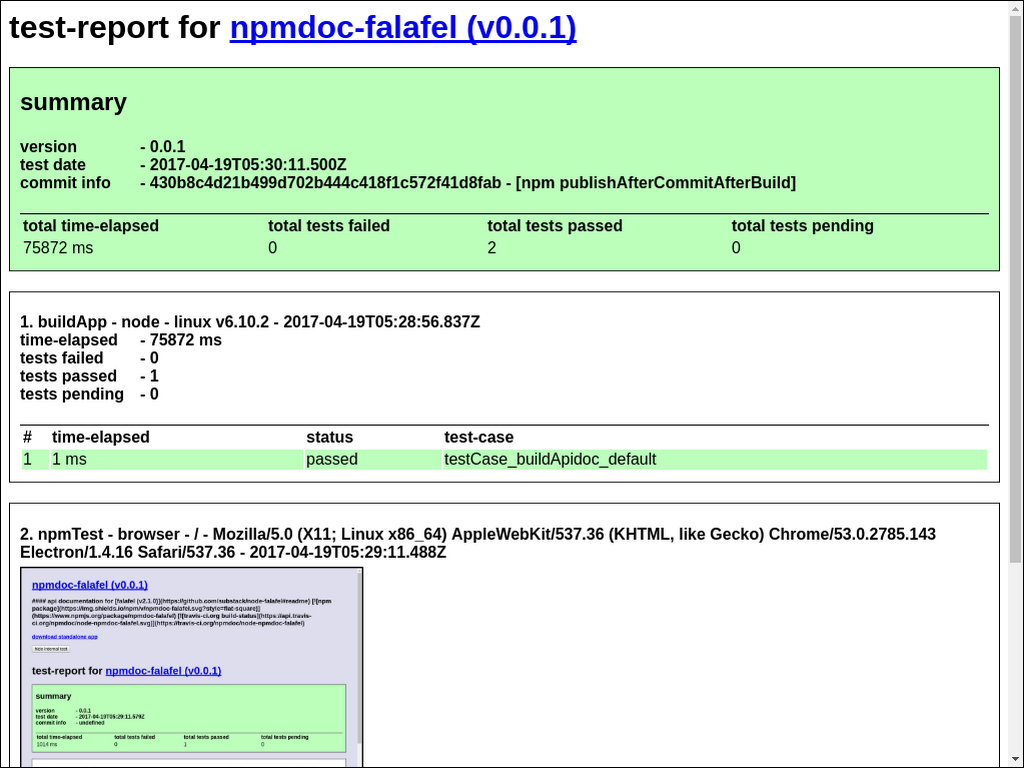 test-report for npmdoc-falafel (v0.0.1)
summary
version - 0.0.1
test date - 2017-04-19T05:30:11.500Z
commit info - 430b8c4d21b499d702b444c418f1c572f41d8fab - [npm publishAfterCommitAfterBuild]
total time-elapsed total tests failed total tests passed total tests pending
75872 ms 0 2 0
1. buildApp - node - linux v6.10.2 - 2017-04-19T05:28:56.837Z
time-elapsed - 75872 ms
tests failed - 0
tests passed - 1
tests pending - 0
# time-elapsed status test-case
1 1 ms passed testCase_buildApidoc_default
2. npmTest - browser - / - Mozilla/5.0 (X11; Linux x86_64) AppleWebKit/537.36 (KHTML, like Gecko) Chrome/53.0.2785.143
Electron/1.4.16 Safari/537.36 - 2017-04-19T05:29:11.488Z
npmdoc-falafel (v0.0.1)
#### api documentation for [falafel (v2.1.0)](https://github.com/substack/node-falafel#readme) [![npm
package](https://img.shields.io/npm/v/npmdoc-falafel.svg?style=flat-square)]
(https://www.npmjs.org/package/npmdoc-falafel) [![travis-ci.org build-status](https://api.travis-
ci.org/npmdoc/node-npmdoc-falafel.svg)](https://travis-ci.org/npmdoc/node-npmdoc-falafel)
download standalone app
hide internal test
test-report for npmdoc-falafel (v0.0.1)
summary
version - 0.0.1
test date - 2017-04-19T05:29:11.579Z
commit info - undefined
total time-elapsed total tests failed total tests passed total tests pending
1014 ms 0 1 0